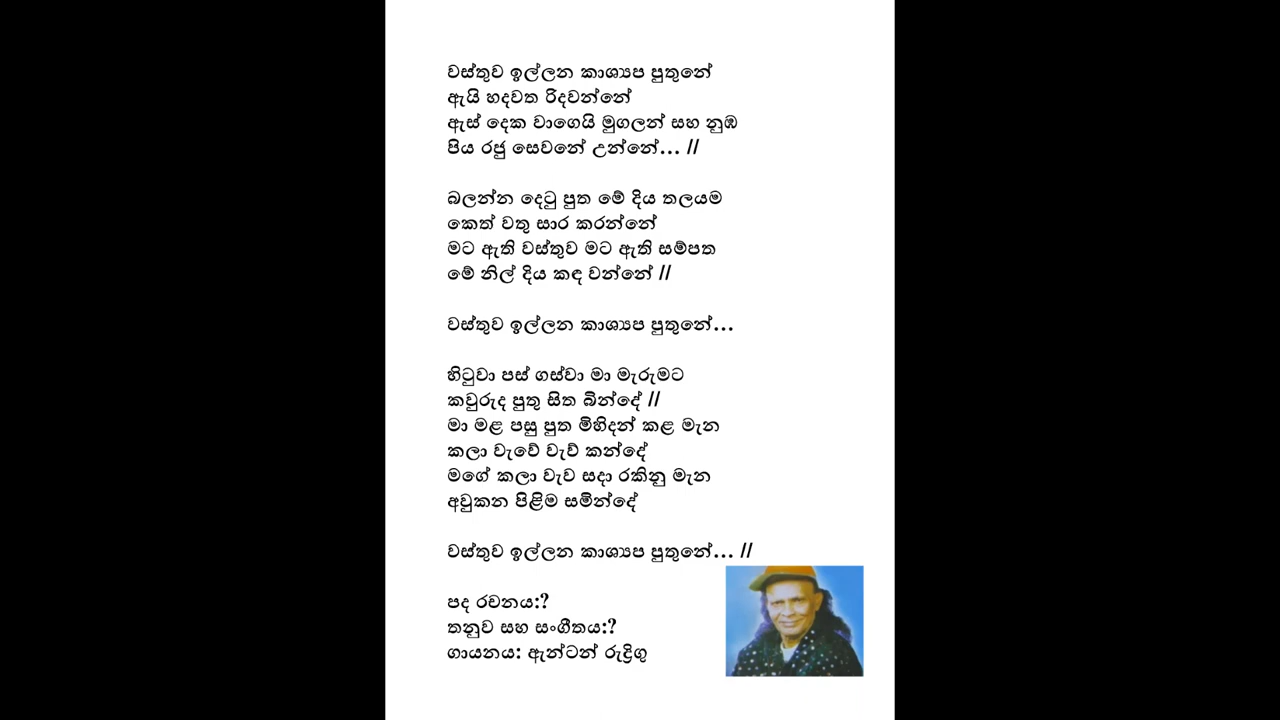 වස්තුව ඉල්ලන කාශ්‍යප පුතුනේ
ඇයි හදවත රිදවන්නේ
ඇස් දෙක වාගෙයි මුගලන් සහ නුඹ
පිය රජු සෙවනේ උන්නේ... //
බලන්න දෙටු පුත මේ දිය තලයම
කෙත් වතු සාර කරන්නේ
මට ඇති වස්තුව මට ඇති සම්පත
මේ නිල් දිය කඳ වන්නේ //
වස්තුව ඉල්ලන කාශ්‍යප පුතුනේ...
හිටුවා පස් ගස්වා මා මැරුමට
කවුරුද පුතු සිත බින්දේ //
මා මළ පසු පුත මිහිදන් කළ මැන
කලා වැවේ වැව් කන්දේ
මගේ කලා වැව සදා රකිනු මැන
අවුකන පිළිම සමින්දේ
වස්තුව ඉල්ලන කාශ්‍යප පුතුනේ... //
පද රචනය:?
තනුව සහ සංගීතය:?
ගායනය: ඇන්ටන් රුද්‍රිගු